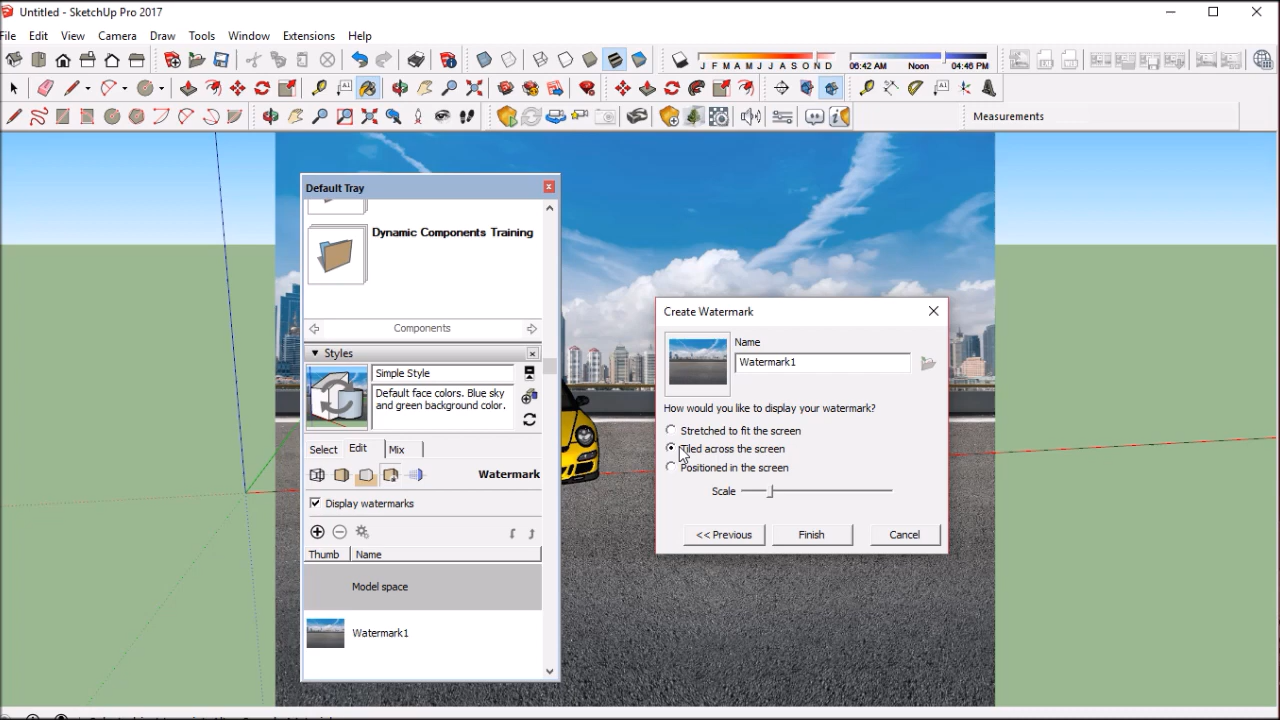 Untitled - SketchUp Pro 2017
File Edit View Camera Draw Tools Window Extensions Help
J F M A M J J A S O N D 06:42 AM Noon 04:46 PM
Measurements
Default Tray
Dynamic Components Training
Components
Styles
Simple Style
Default face colors. Blue sky
and green background color.
Select Edit Mix
Watermark
Display watermarks
Thumb Name
Model space
Watermark1
Create Watermark
Name
Watermark1
How would you like to display your watermark?
Stretched to fit the screen
Tiled across the screen
Positioned in the screen
Scale
<< Previous Finish Cancel